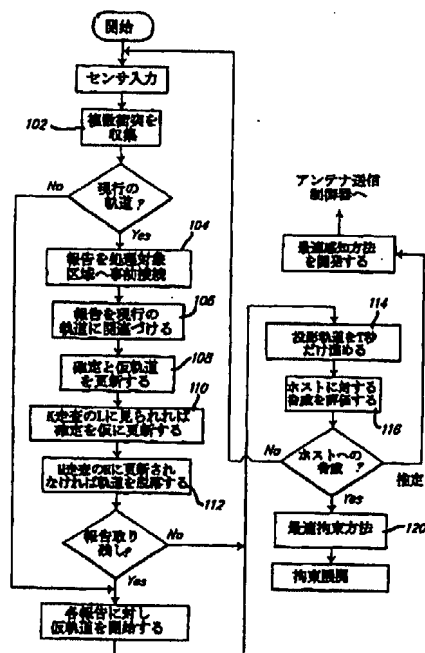 開始
センサ入力
102
複数衝突を
収集
No
現行の
軌道?
Yes
104
報告を処理対象
区域へ事前接続
106
報告を現行の
軌道に関連づける
108
確定と仮軌道
を更新する
110
K走査のLに見られれば
確定を仮に更新する
M走査のNに更新され
なければ軌道を脱落する
112
報告取り
残し?
No
Yes
各報告に対し
仮軌道を開始する
アンテナ送信
制御器へ
最適感知方法
を開発する
114
投影軌道をT秒
だけ進める
ホストに対する
脅威を評価する
116
No
ホストへの
脅威?
推定
Yes
最適拘束方法
120
拘束展開